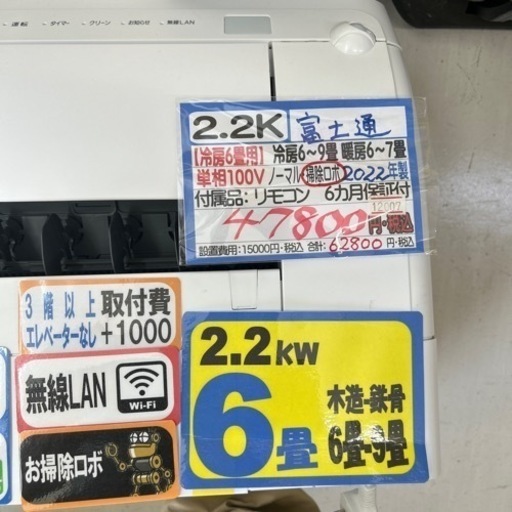 運転 タイマー クリーン お知らせ 無線LAN
2.2K 富士通
【冷房6畳用】 冷房6～9畳 暖房6～7畳
単相100V ノーマル 掃除ロボ 2022年製
付属品：リモコン 6カ月保証付
47800円・税込
12007
設置費用：15000円・税込 合計：62800円・税込
3階以上 取付費
エレベーターなし +1000
無線LAN Wi-Fi
お掃除ロボ
2.2kw
6畳
木造-鉄骨
6畳-9畳